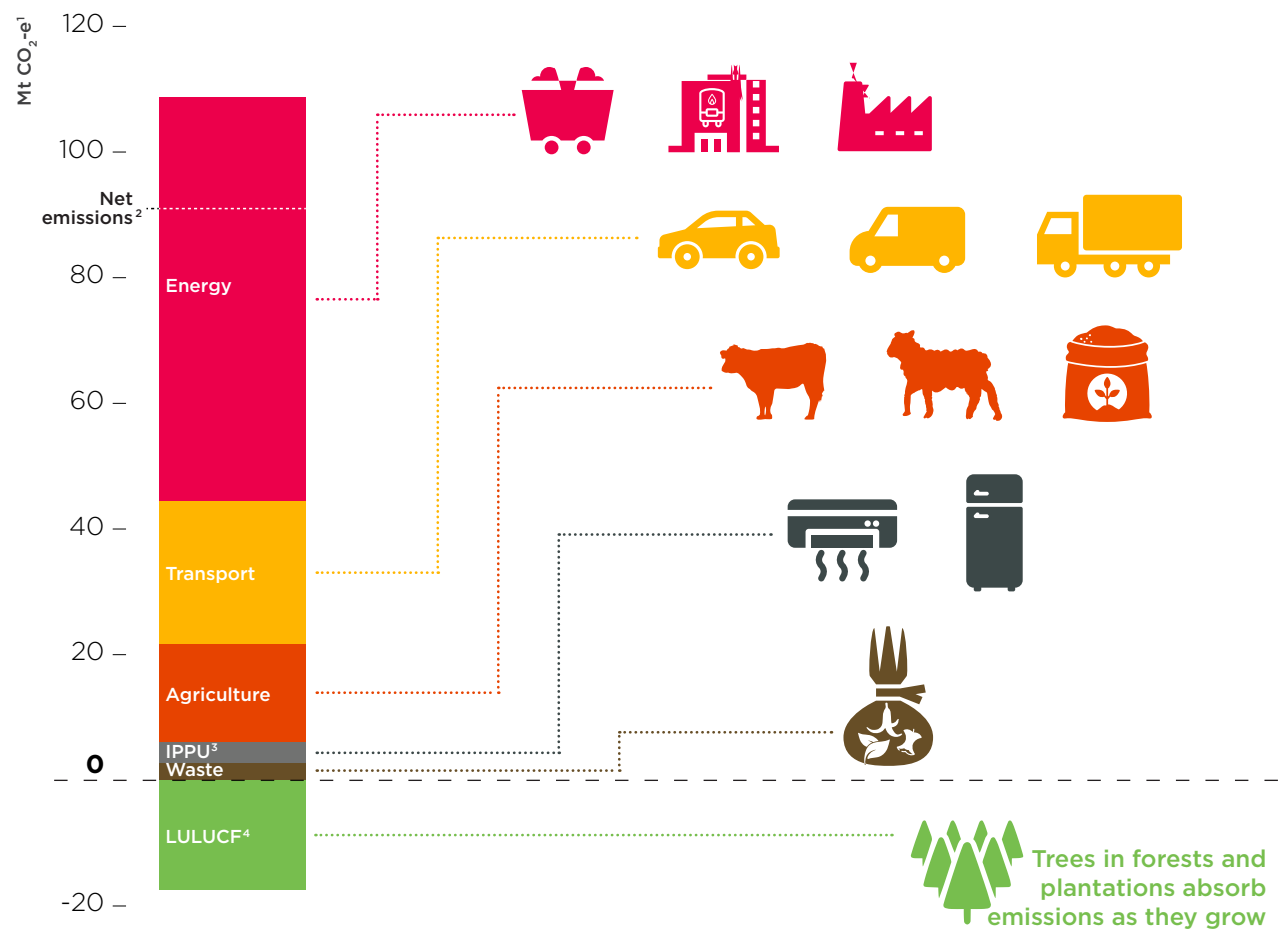 Mt CO₂-e¹
120
100
Net
emissions²
80
Energy
60
40
Transport
20
Agriculture
IPPU³
0
Waste
LULUCF⁴
Trees in forests and
plantations absorb
emissions as they grow
-20